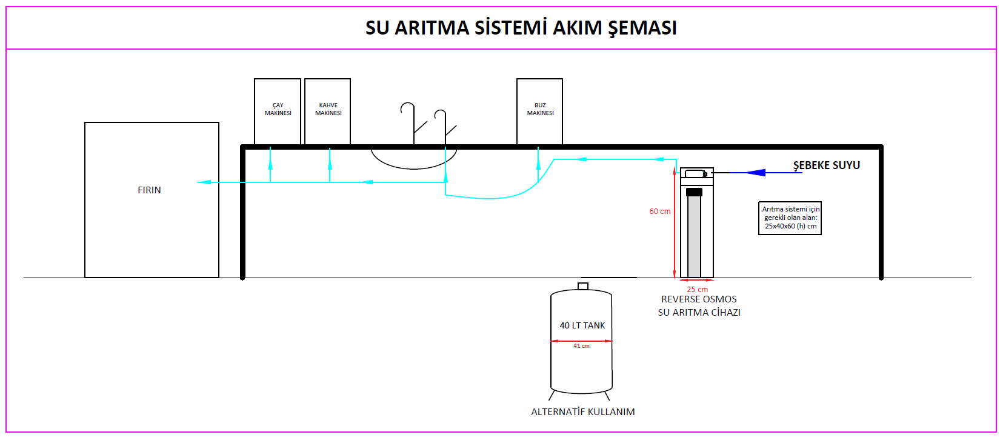 SU ARITMA SİSTEMİ AKIM ŞEMASI
ÇAY
MAKİNESİ
KAHVE
MAKİNESİ
BUZ
MAKİNESİ
FIRIN
ŞEBEKE SUYU
60 cm
Arıtma sistemi için
gerekli olan alan:
25x40x60 (h) cm
25 cm
REVERSE OSMOS
SU ARITMA CİHAZI
40 LT TANK
41 cm
ALTERNATİF KULLANIM